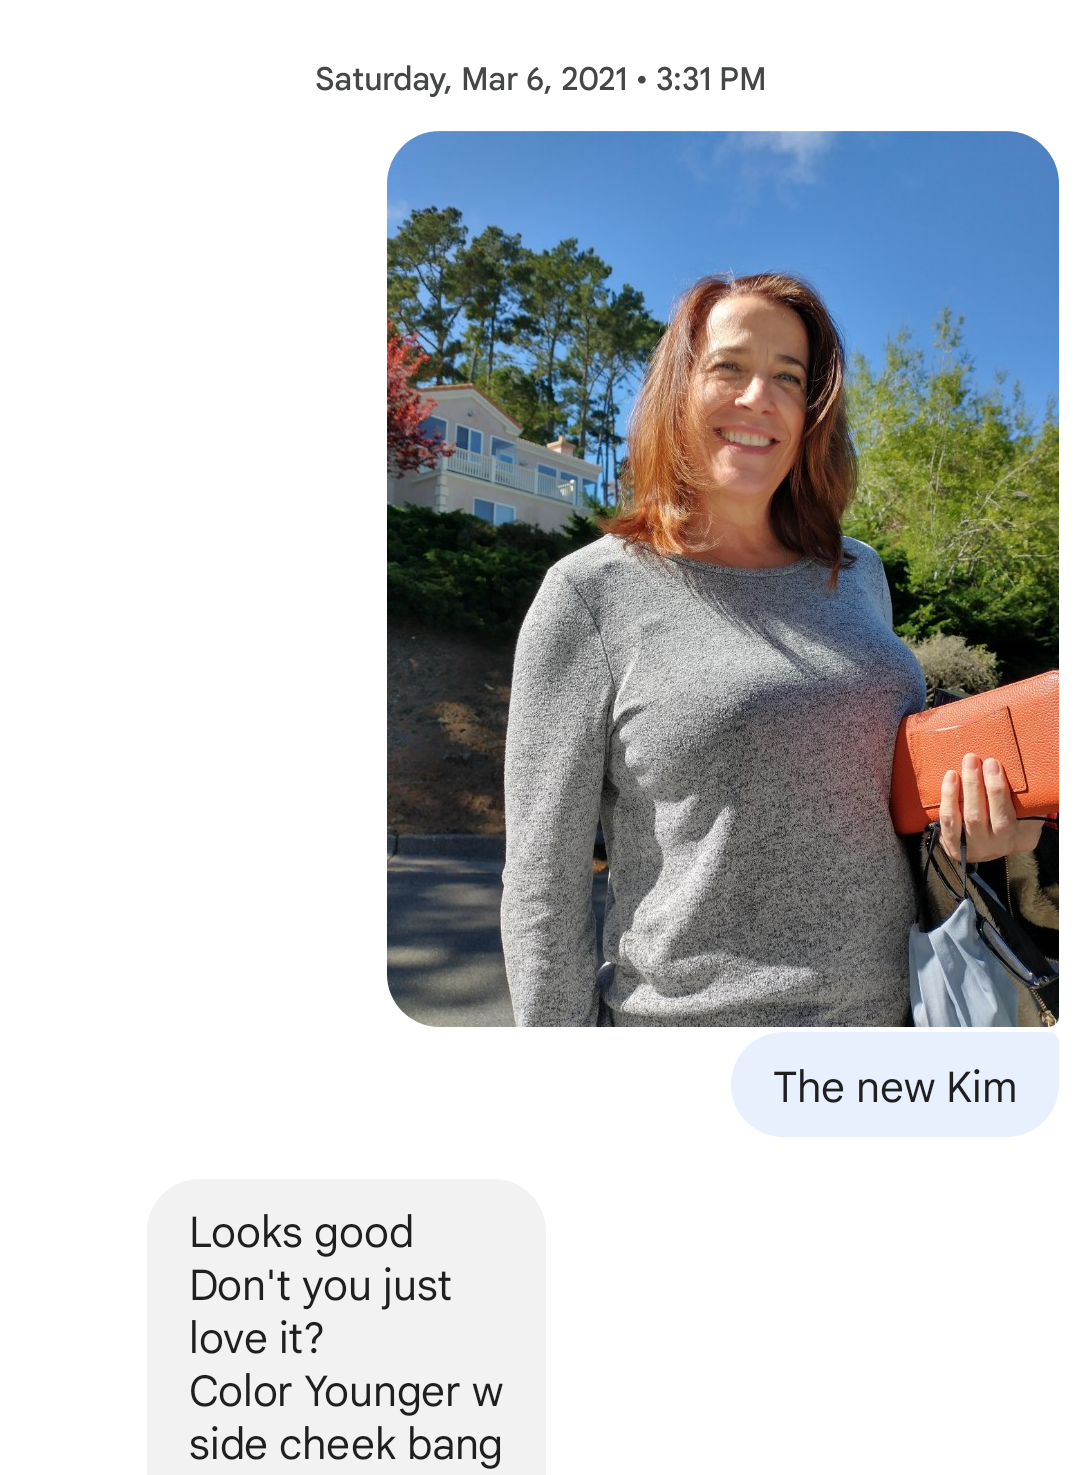 Saturday, Mar 6, 2021 • 3:31 PM
The new Kim
Looks good
Don't you just
love it?
Color Younger w
side cheek bang